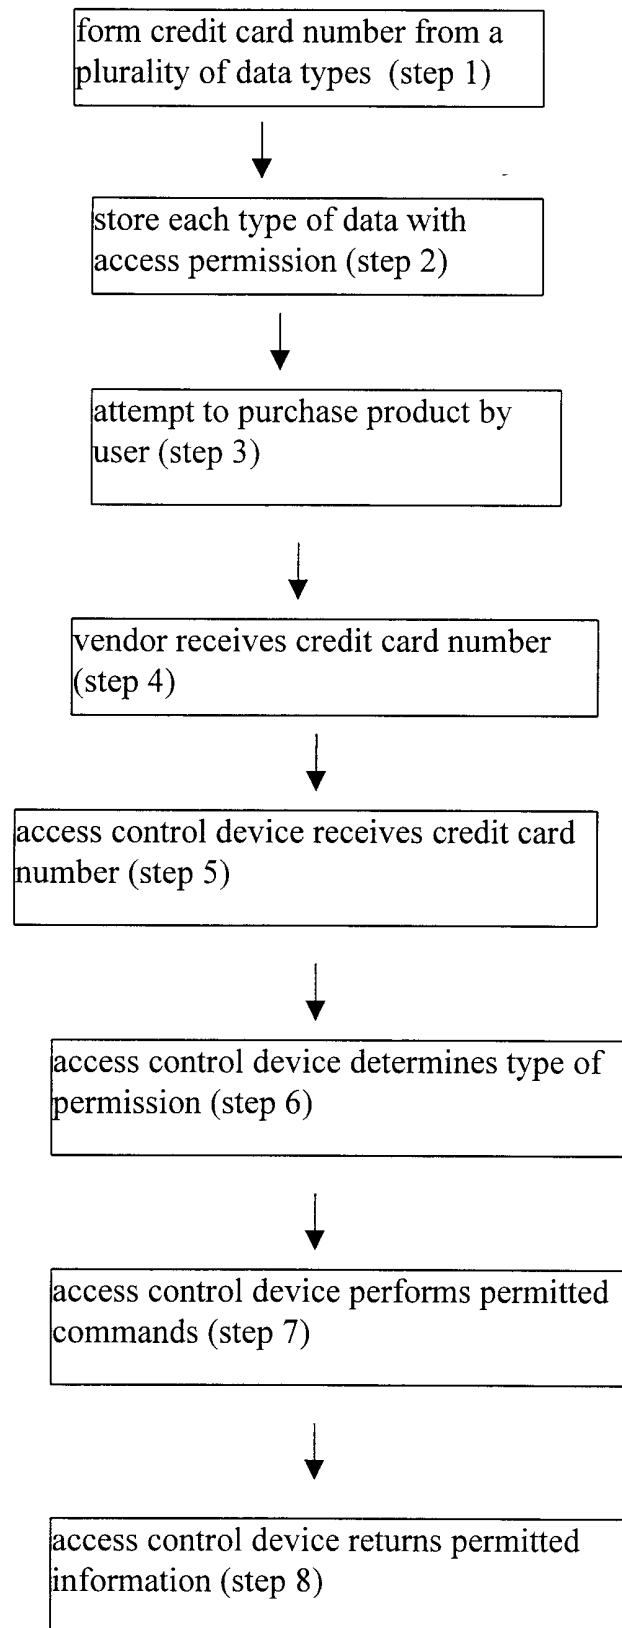 form credit card number from a
plurality of data types (step 1)
store each type of data with
access permission (step 2)
attempt to purchase product by
user (step 3)
vendor receives credit card number
(step 4)
access control device receives credit card
number (step 5)
access control device determines type of
permission (step 6)
access control device performs permitted
commands (step 7)
access control device returns permitted
information (step 8)